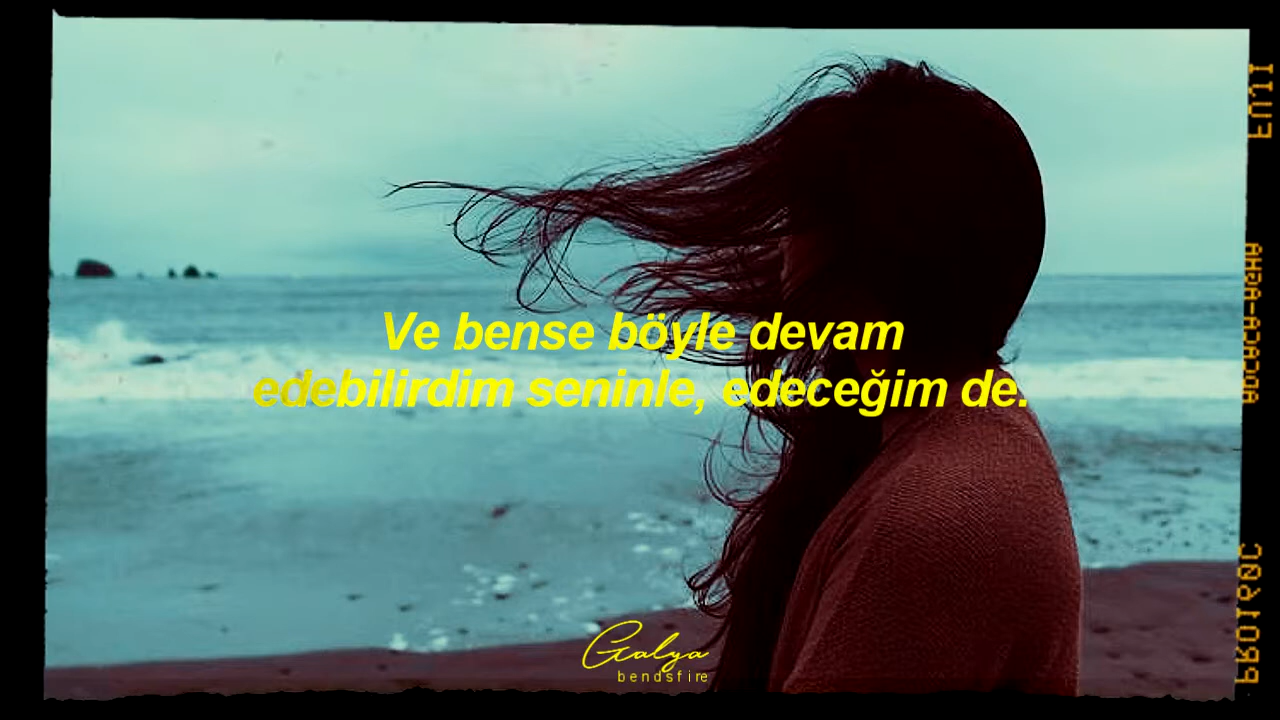 Ve bense böyle devam
edebilirdim seninle, edeceğim de.
Galya
bendsfire